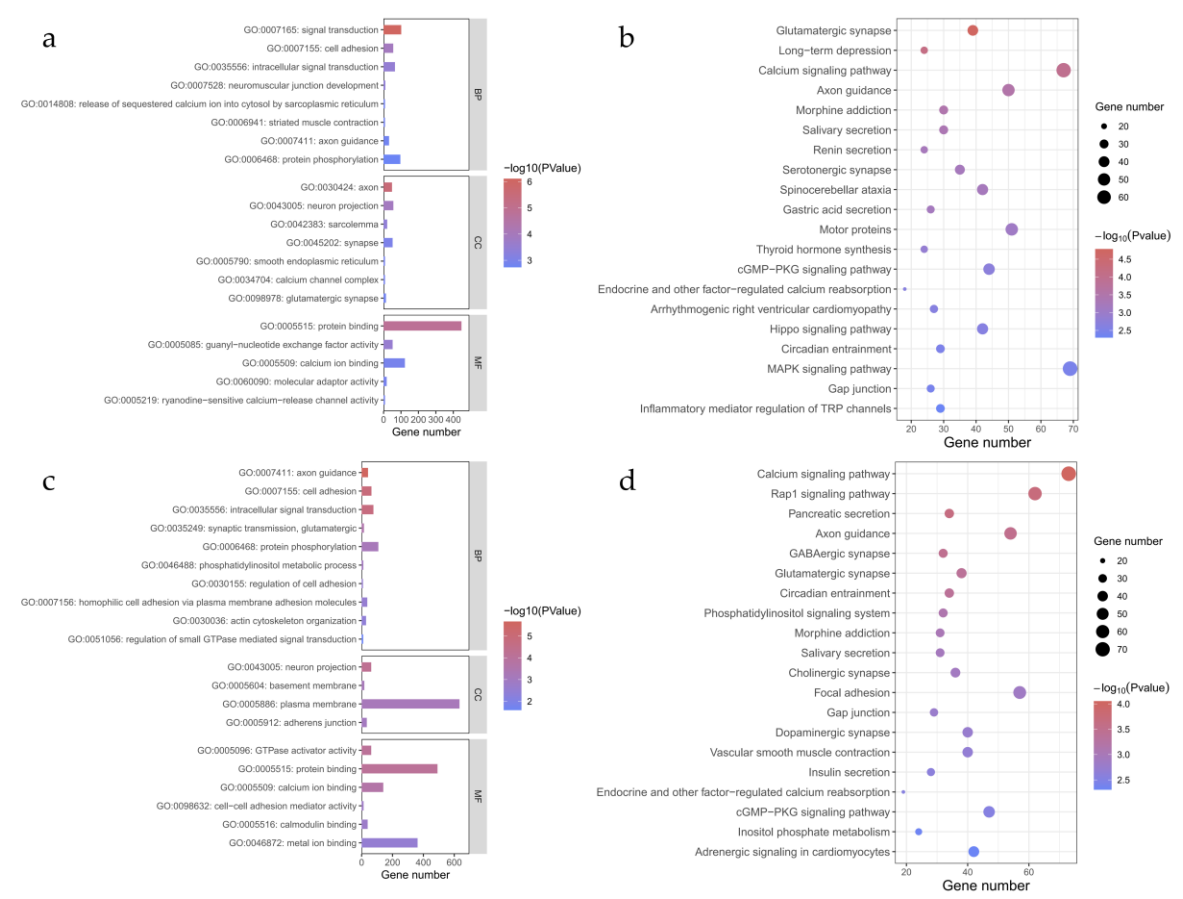 a
GO:0007165: signal transduction
GO:0007155: cell adhesion
GO:0035556: intracellular signal transduction
GO:0007528: neuromuscular junction development
GO:0014808: release of sequestered calcium ion into cytosol by sarcoplasmic reticulum
GO:0006941: striated muscle contraction
GO:0007411: axon guidance
GO:0006468: protein phosphorylation
BP
GO:0030424: axon
GO:0043005: neuron projection
GO:0042383: sarcolemma
GO:0045202: synapse
GO:0005790: smooth endoplasmic reticulum
GO:0034704: calcium channel complex
GO:0098978: glutamatergic synapse
CC
GO:0005515: protein binding
GO:0005085: guanyl-nucleotide exchange factor activity
GO:0005509: calcium ion binding
GO:0060090: molecular adaptor activity
GO:0005219: ryanodine-sensitive calcium-release channel activity
MF
0 100 200 300 400
Gene number
−log10(PValue)
6
5
4
3
b
Glutamatergic synapse
Long−term depression
Calcium signaling pathway
Axon guidance
Morphine addiction
Salivary secretion
Renin secretion
Serotonergic synapse
Spinocerebellar ataxia
Gastric acid secretion
Motor proteins
Thyroid hormone synthesis
cGMP−PKG signaling pathway
Endocrine and other factor−regulated calcium reabsorption
Arrhythmogenic right ventricular cardiomyopathy
Hippo signaling pathway
Circadian entrainment
MAPK signaling pathway
Gap junction
Inflammatory mediator regulation of TRP channels
20 30 40 50 60 70
Gene number
Gene number
20
30
40
50
60
−log10(Pvalue)
4.5
4.0
3.5
3.0
2.5
c
GO:0007411: axon guidance
GO:0007155: cell adhesion
GO:0035556: intracellular signal transduction
GO:0035249: synaptic transmission, glutamatergic
GO:0006468: protein phosphorylation
GO:0046488: phosphatidylinositol metabolic process
GO:0030155: regulation of cell adhesion
GO:0007156: homophilic cell adhesion via plasma membrane adhesion molecules
GO:0030036: actin cytoskeleton organization
GO:0051056: regulation of small GTPase mediated signal transduction
BP
GO:0043005: neuron projection
GO:0005604: basement membrane
GO:0005886: plasma membrane
GO:0005912: adherens junction
CC
GO:0005096: GTPase activator activity
GO:0005515: protein binding
GO:0005509: calcium ion binding
GO:0098632: cell-cell adhesion mediator activity
GO:0005516: calmodulin binding
GO:0046872: metal ion binding
MF
0 200 400 600
Gene number
−log10(PValue)
5
4
3
2
d
Calcium signaling pathway
Rap1 signaling pathway
Pancreatic secretion
Axon guidance
GABAergic synapse
Glutamatergic synapse
Circadian entrainment
Phosphatidylinositol signaling system
Morphine addiction
Salivary secretion
Cholinergic synapse
Focal adhesion
Gap junction
Dopaminergic synapse
Vascular smooth muscle contraction
Insulin secretion
Endocrine and other factor−regulated calcium reabsorption
cGMP−PKG signaling pathway
Inositol phosphate metabolism
Adrenergic signaling in cardiomyocytes
20 40 60
Gene number
Gene number
20
30
40
50
60
70
−log10(Pvalue)
4.0
3.5
3.0
2.5